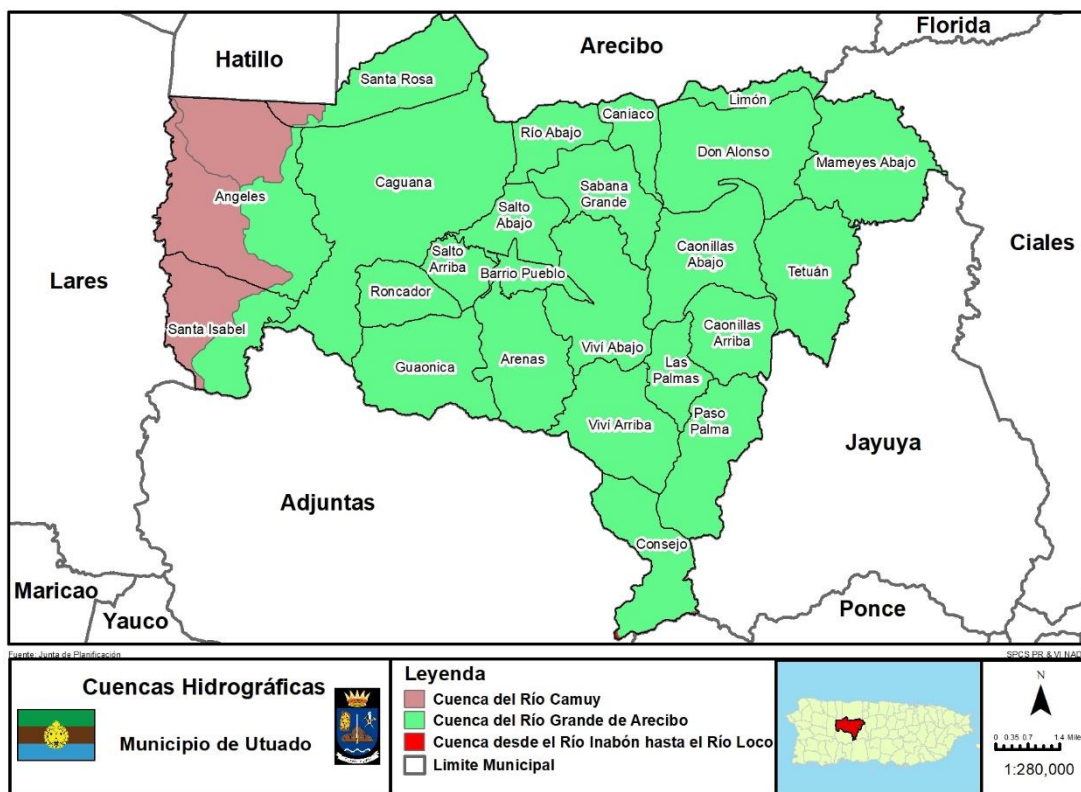 Florida
Arecibo
Hatillo
Santa Rosa
Limón
Caniaco
Río Abajo
Don Alonso
Mameyes Abajo
Caguana
Angeles
Sabana
Grande
Salto
Abajo
Ciales
Salto
Arriba
Caonillas
Abajo
Tetuán
Barrio Pueblo
Lares
Roncador
Santa Isabel
Caonillas
Arriba
Viví Abajo
Arenas
Guaonica
Las
Palmas
Paso
Palma
Viví Arriba
Jayuya
Adjuntas
Consejo
Maricao
Ponce
Yauco
Fuente: Junta de Planificación
SPCS PR & VI NAD
Cuencas Hidrográficas
Municipio de Utuado
Leyenda
Cuenca del Río Camuy
Cuenca del Río Grande de Arecibo
Cuenca desde el Río Inabón hasta el Río Loco
Limite Municipal
N
0 0.35 0.7 1.4 Mile
1:280,000